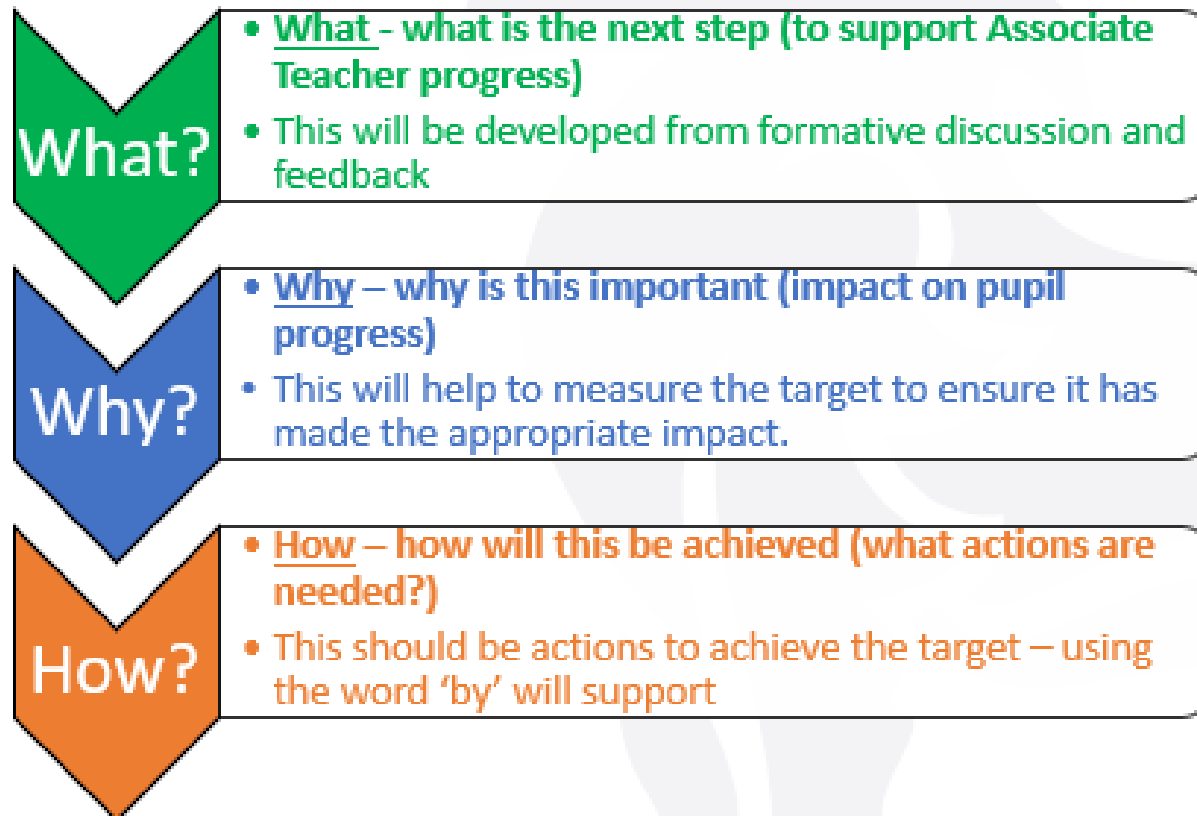 What?
• What - what is the next step (to support Associate
Teacher progress)
• This will be developed from formative discussion and
feedback
Why?
• Why – why is this important (impact on pupil
progress)
• This will help to measure the target to ensure it has
made the appropriate impact.
How?
• How – how will this be achieved (what actions are
needed?)
• This should be actions to achieve the target – using
the word ‘by’ will support